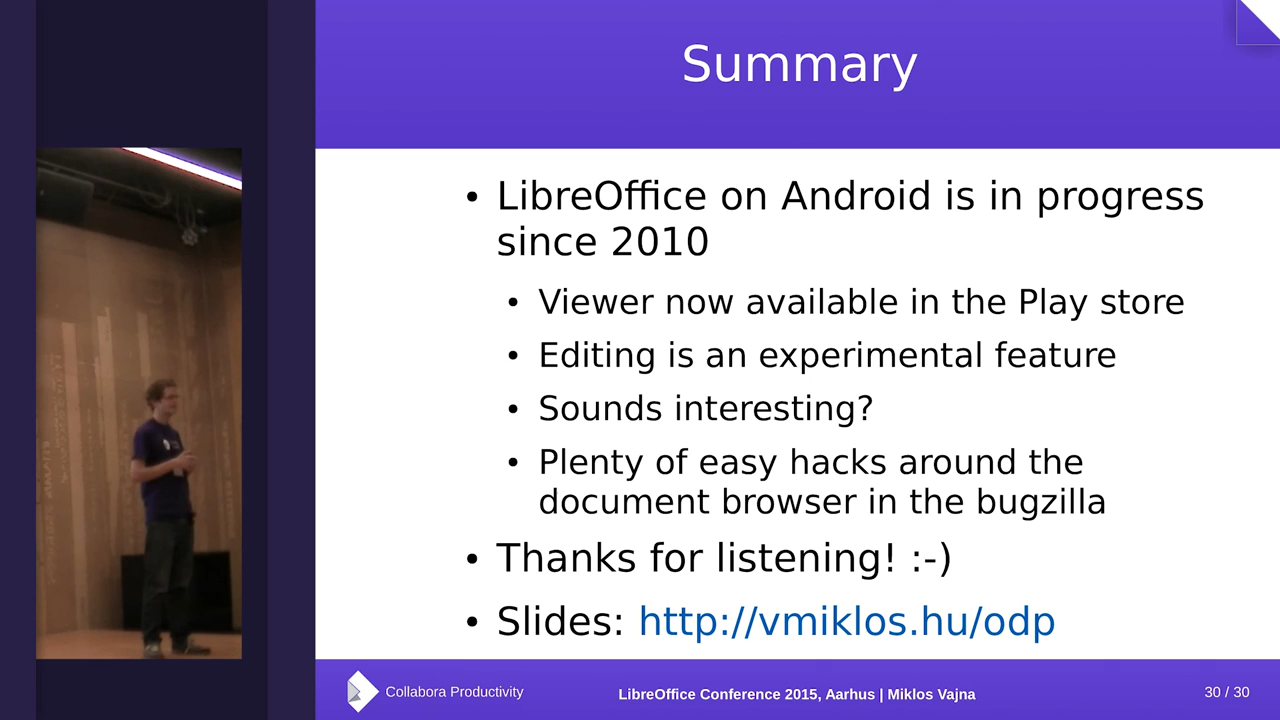 Summary
• LibreOffice on Android is in progress
since 2010
• Viewer now available in the Play store
• Editing is an experimental feature
• Sounds interesting?
• Plenty of easy hacks around the
document browser in the bugzilla
• Thanks for listening! :-)
• Slides: http://vmiklos.hu/odp
Collabora Productivity
LibreOffice Conference 2015, Aarhus | Miklos Vajna
30 / 30